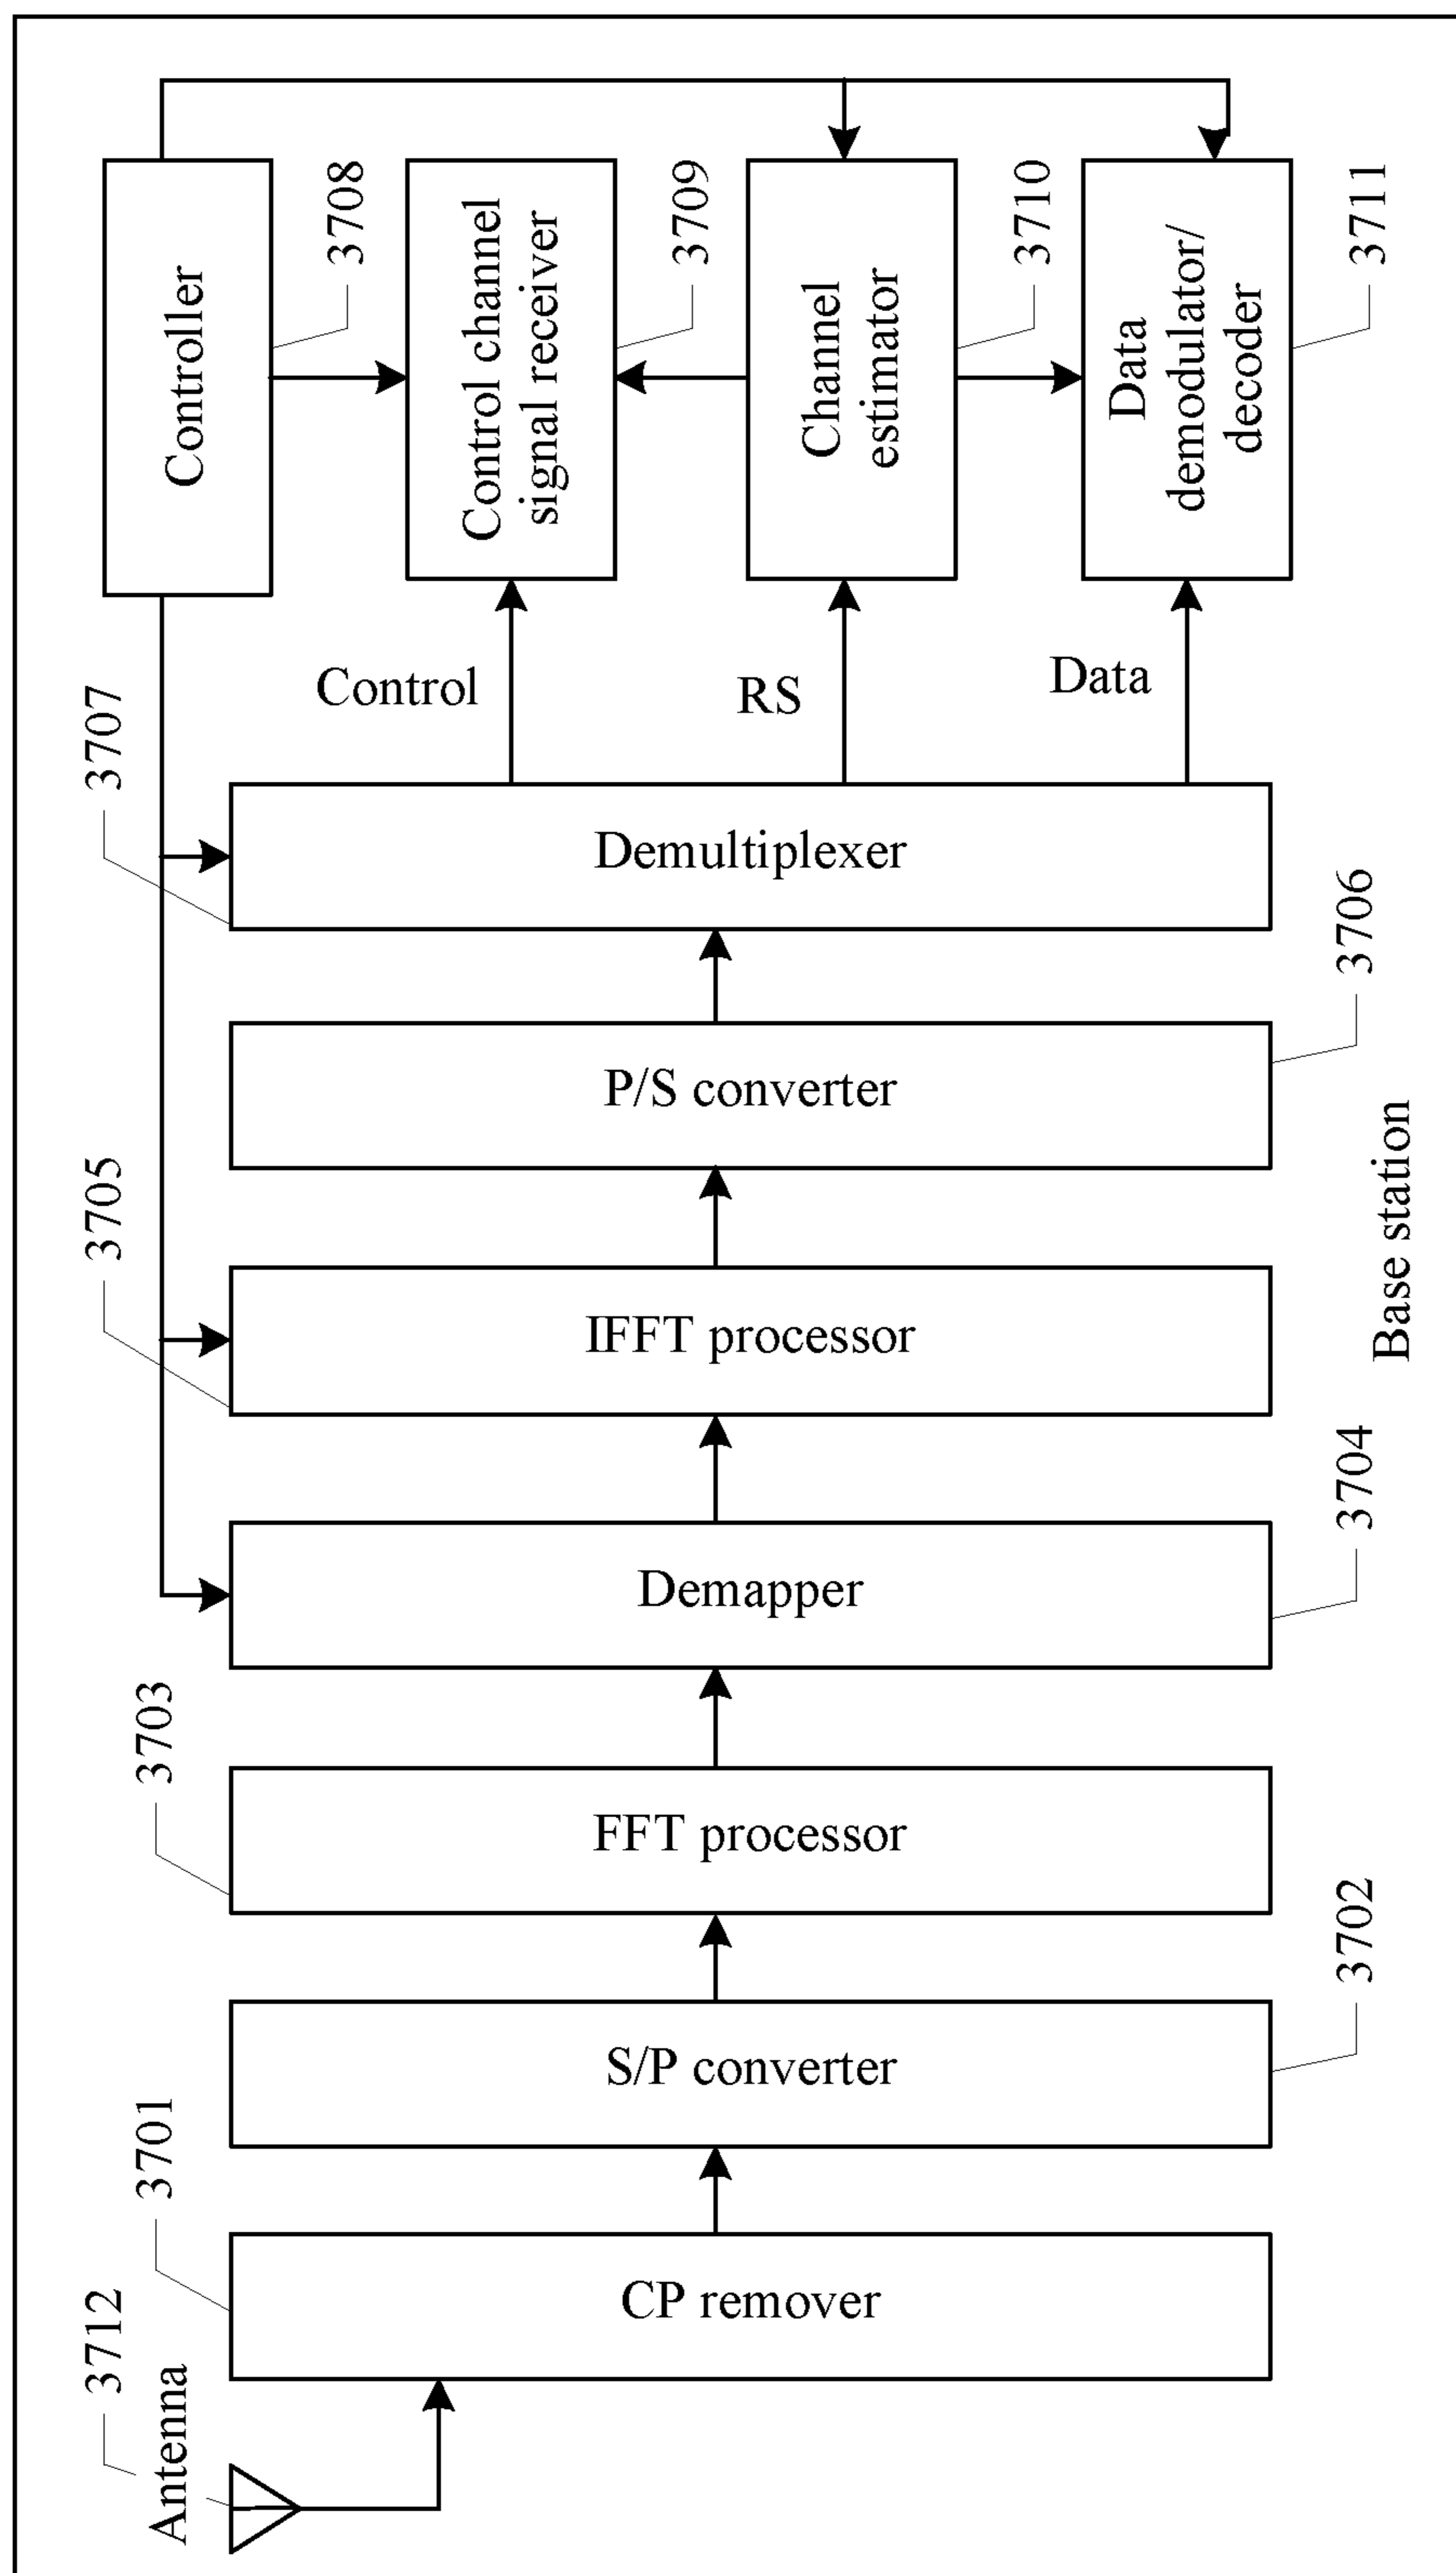 Controller
3708
Control channel
signal receiver
3709
Channel
estimator
3710
Data
demodulator/
decoder
3711
Control
RS
Data
3707
Demultiplexer
P/S converter
3706
3705
IFFT processor
Base station
Demapper
3704
3703
FFT processor
S/P converter
3702
3701
CP remover
3712
Antenna